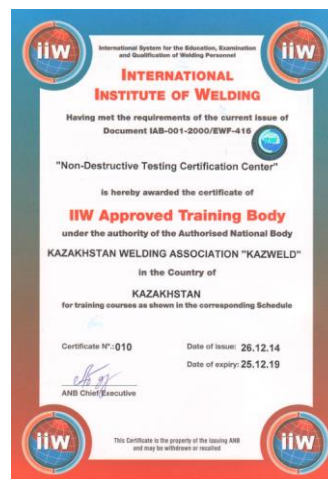 iiw
iiw
International System for the Education, Examination
and Qualification of Welding Personnel
INTERNATIONAL
INSTITUTE OF WELDING
Having met the requirements of the current issue of
Document IAB-001-2000/EWF-416
"Non-Destructive Testing Certification Center"
is hereby awarded the certificate of
IIW Approved Training Body
under the authority of the Authorised National Body
KAZAKHSTAN WELDING ASSOCIATION "KAZWELD"
in the Country of
KAZAKHSTAN
for training courses as shown in the corresponding Schedule
Certificate Nº.: 010
Date of issue: 26.12.14
Date of expiry: 25.12.19
ANB Chief Executive
This Certificate is the property of the issuing ANB
and may be withdrawn or recalled
iiw
iiw